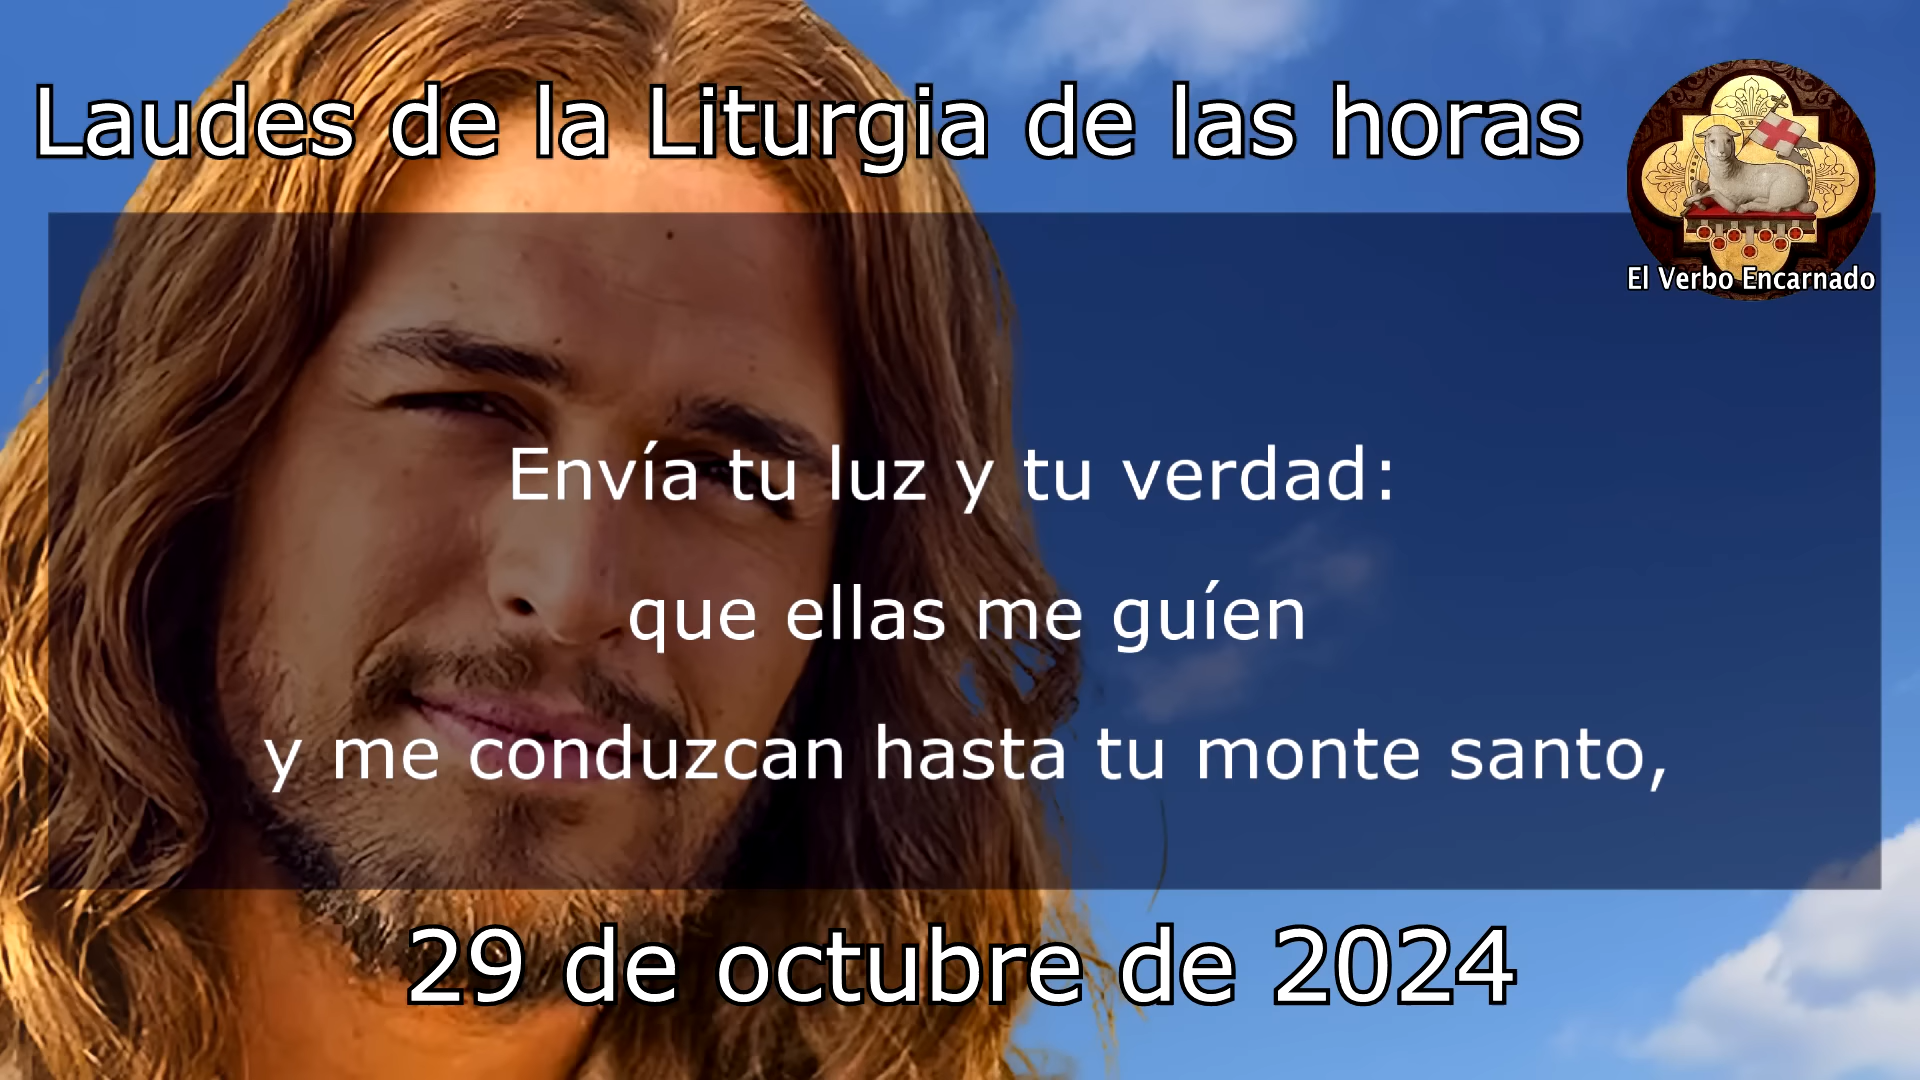 Laudes de la Liturgia de las horas
El Verbo Encarnado
Envía tu luz y tu verdad:
que ellas me guíen
y me conduzcan hasta tu monte santo,
29 de octubre de 2024